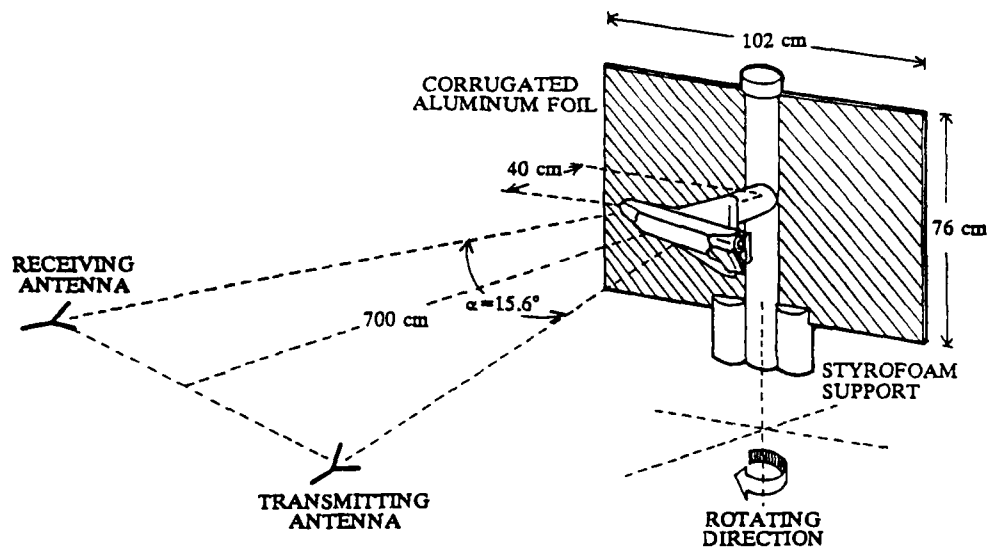 102 cm
CORRUGATED
ALUMINUM FOIL
40 cm
76 cm
RECEIVING
ANTENNA
α=15.6°
700 cm
STYROFOAM
SUPPORT
TRANSMITTING
ANTENNA
ROTATING
DIRECTION